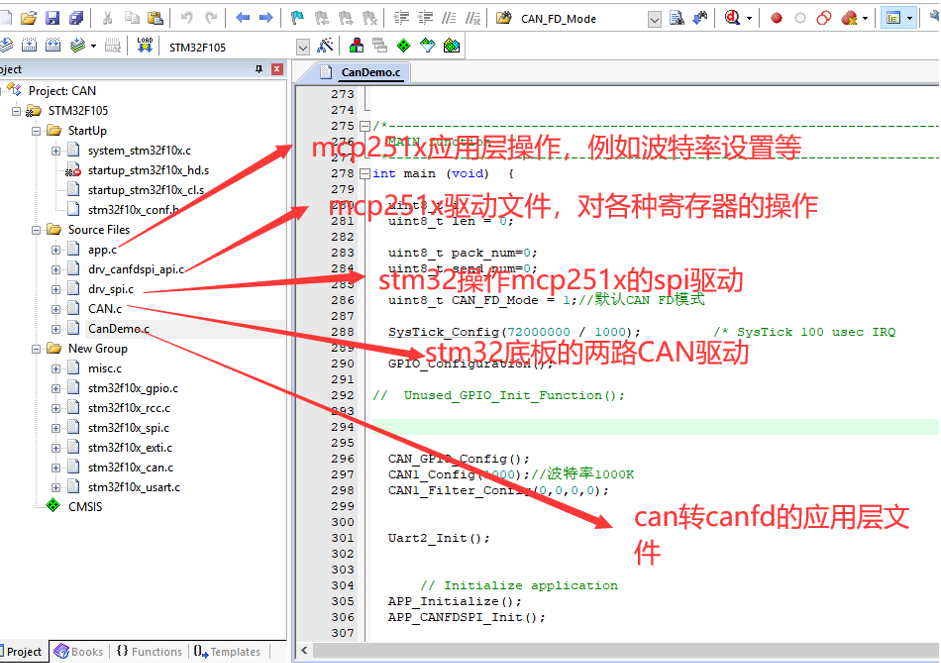 CAN_FD_Mode
LOAD
STM32F105
ject
CanDemo.c
Project: CAN
STM32F105
StartUp
system_stm32f10x.c
startup_stm32f10x_hd.s
startup_stm32f10x_cl.s
stm32f10x_conf.h
Source Files
app.c
drv_canfdspi_api.c
drv_spi.c
CAN.c
CanDemo.c
New Group
misc.c
stm32f10x_gpio.c
stm32f10x_rcc.c
stm32f10x_spi.c
stm32f10x_exti.c
stm32f10x_can.c
stm32f10x_usart.c
CMSIS
Project Books {} Functions Templates
273
274
275 /*----------------------------------------
276 MAIN function
277
278 int main (void) {
279
280 uint8_t i
281 uint8_t len = 0;
282
283 uint8_t pack_num=0;
284 uint8_t send_num=0;
285
286 uint8_t CAN_FD_Mode = 1;//默认CAN FD模式
287
288 SysTick_Config(72000000 / 1000); /* SysTick 100 usec IRQ
289
290 GPIO_Configuration();
291
292 // Unused_GPIO_Init_Function();
293
294
295
296 CAN_GPIO_Config();
297 CAN1_Config(1000);//波特率1000K
298 CAN1_Filter_Config(0,0,0,0);
299
300
301 Uart2_Init();
302
303
304 // Initialize application
305 APP_Initialize();
306 APP_CANFDSPI_Init();
307
mcp251x应用层操作，例如波特率设置等
mcp251x驱动文件，对各种寄存器的操作
stm32操作mcp251x的spi驱动
stm32底板的两路CAN驱动
can转canfd的应用层文
件